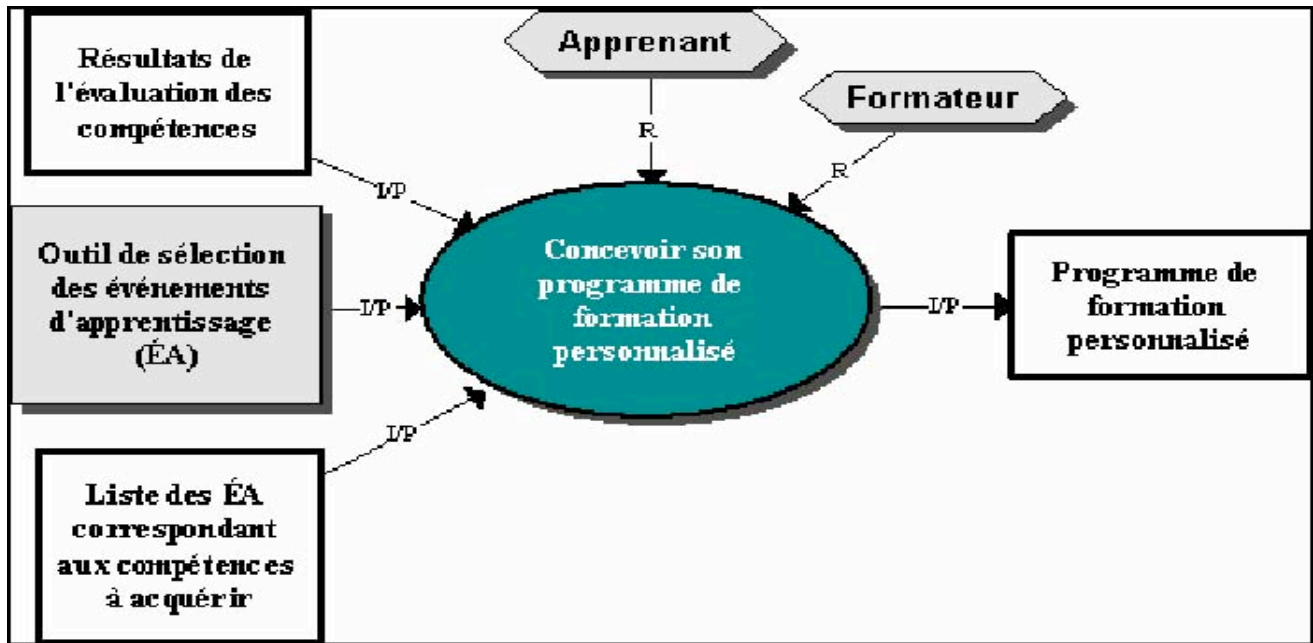 Résultats de
l'évaluation des
compétences
Apprenant
Formateur
R
R
I/P
Outil de sélection
des événements
d'apprentissage
(ÉA)
I/P
Concevoir son
programme de
formation
personnalisé
I/P
Programme de
formation
personnalisé
I/P
Liste des ÉA
correspondant
aux compétences
à acquérir